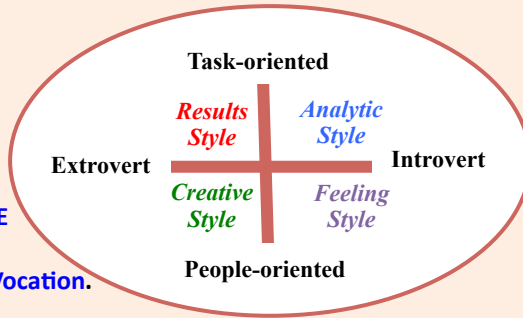 Task-oriented
Results Analytic
Style Style
Extrovert Introvert
Creative Feeling
Style Style
E
People-oriented
Vocation.